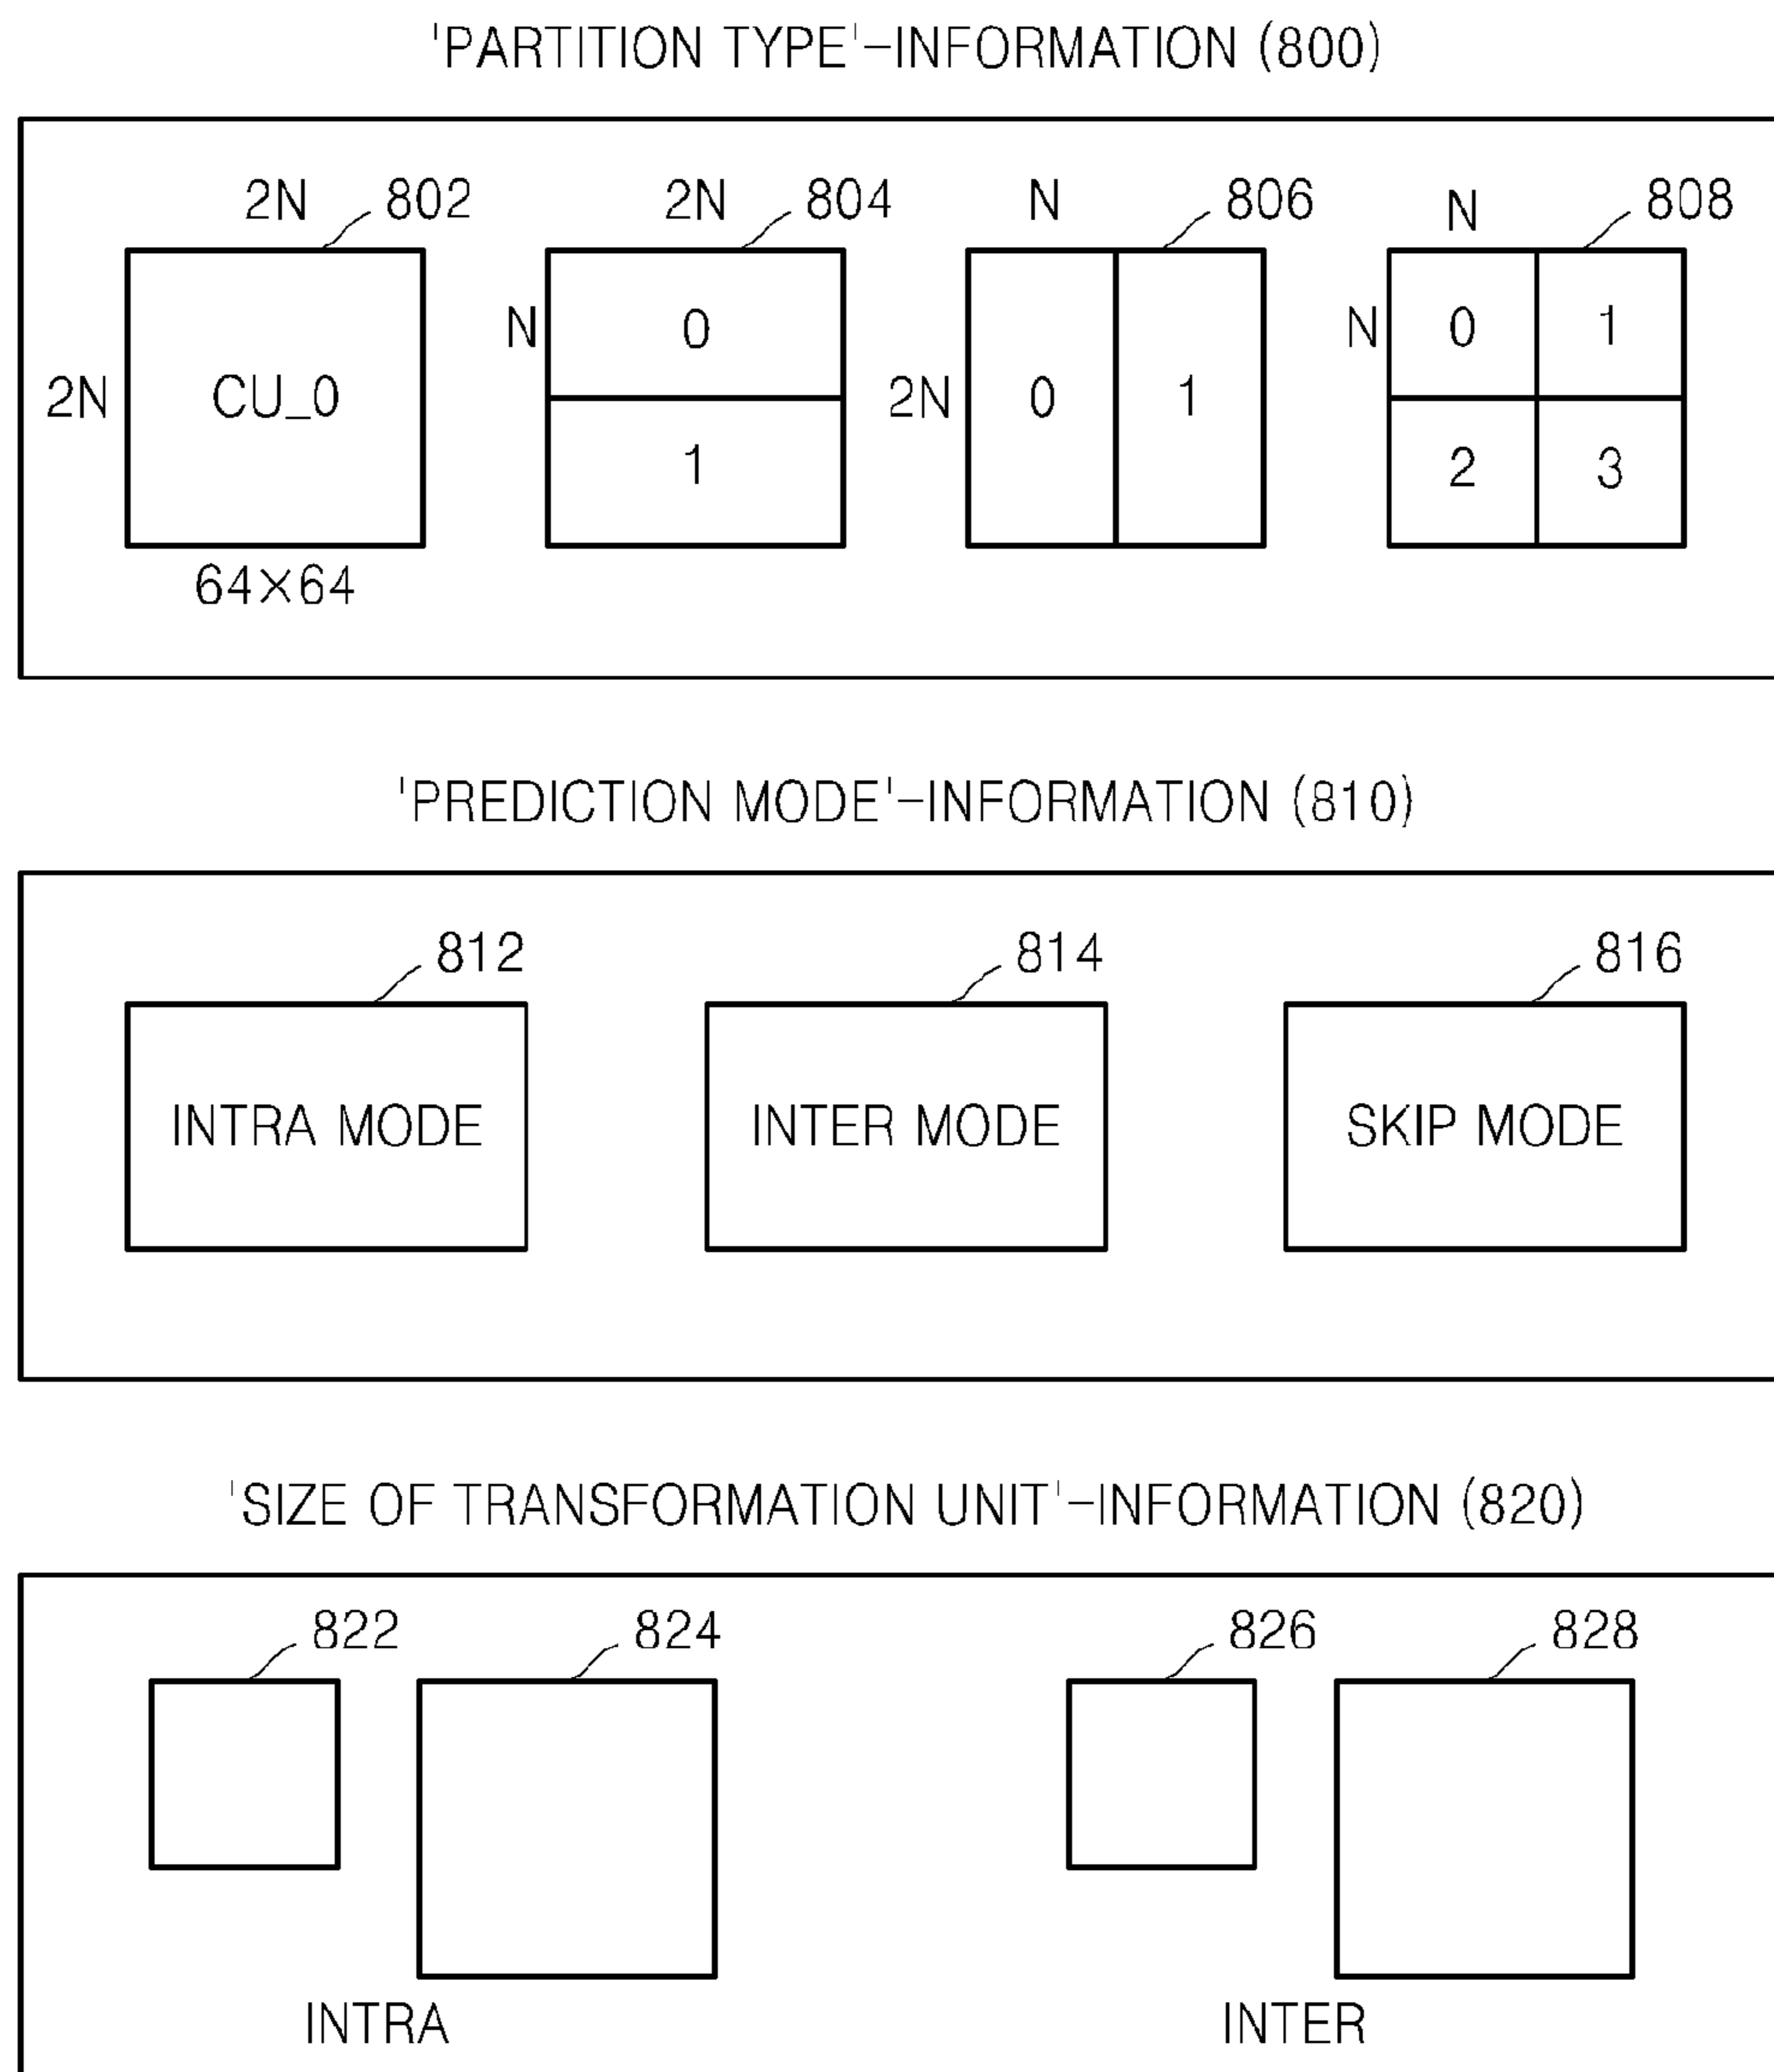 'PARTITION TYPE'-INFORMATION (800)
2N 802 2N 804 N 806 N 808
2N CU_0 N 0 1 2N 0 1 N 0 1 2 3
64×64
'PREDICTION MODE'-INFORMATION (810)
812 814 816
INTRA MODE INTER MODE SKIP MODE
'SIZE OF TRANSFORMATION UNIT'-INFORMATION (820)
822 824 826 828
INTRA INTER